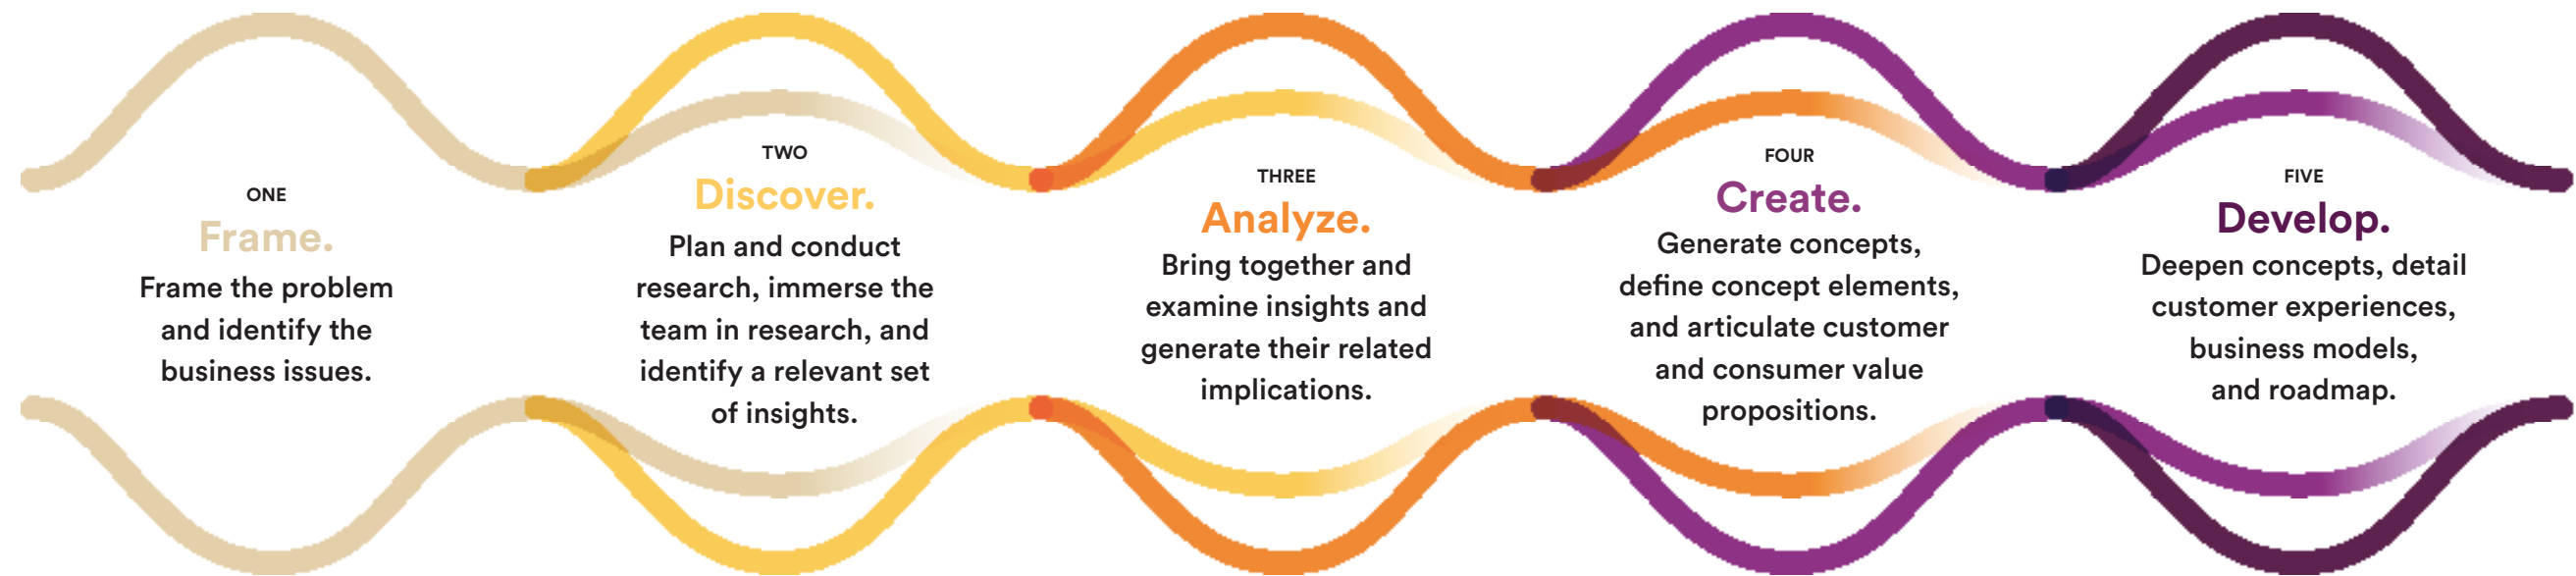 ONE
Frame.
Frame the problem
and identify the
business issues.
TWO
Discover.
Plan and conduct
research, immerse the
team in research, and
identify a relevant set
of insights.
THREE
Analyze.
Bring together and
examine insights and
generate their related
implications.
FOUR
Create.
Generate concepts,
define concept elements,
and articulate customer
and consumer value
propositions.
FIVE
Develop.
Deepen concepts, detail
customer experiences,
business models,
and roadmap.